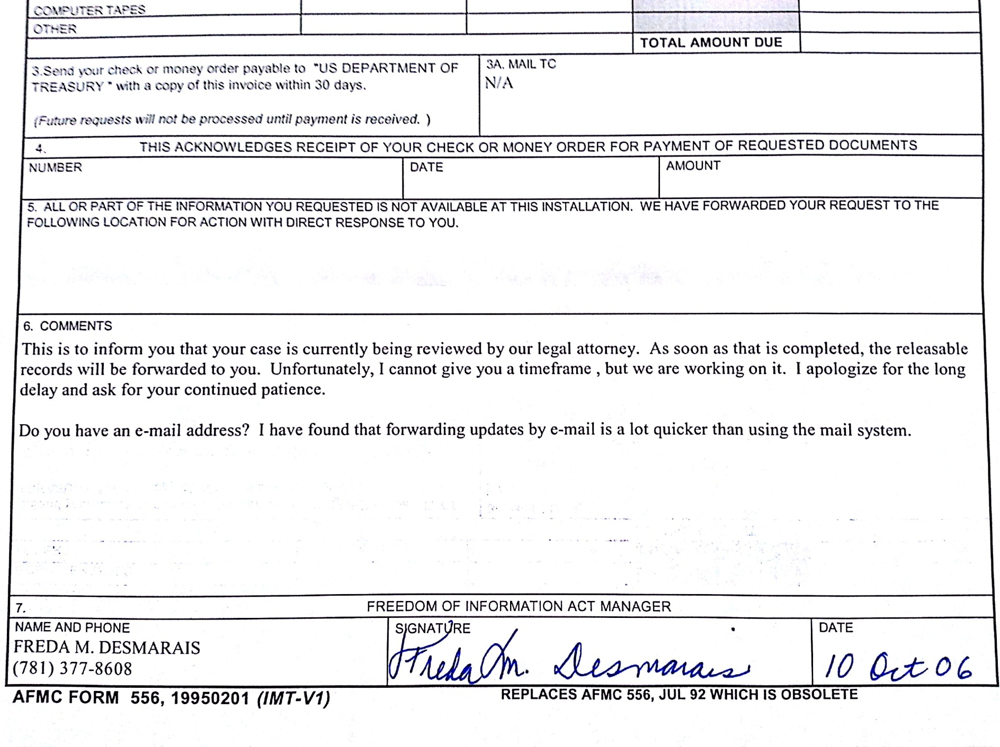 COMPUTER TAPES
OTHER
TOTAL AMOUNT DUE
3.Send your check or money order payable to "US DEPARTMENT OF
TREASURY " with a copy of this invoice within 30 days.
(Future requests will not be processed until payment is received. )
3A. MAIL TO
N/A
4. THIS ACKNOWLEDGES RECEIPT OF YOUR CHECK OR MONEY ORDER FOR PAYMENT OF REQUESTED DOCUMENTS
NUMBER
DATE
AMOUNT
5. ALL OR PART OF THE INFORMATION YOU REQUESTED IS NOT AVAILABLE AT THIS INSTALLATION. WE HAVE FORWARDED YOUR REQUEST TO THE
FOLLOWING LOCATION FOR ACTION WITH DIRECT RESPONSE TO YOU.
6. COMMENTS
This is to inform you that your case is currently being reviewed by our legal attorney. As soon as that is completed, the releasable
records will be forwarded to you. Unfortunately, I cannot give you a timeframe , but we are working on it. I apologize for the long
delay and ask for your continued patience.
Do you have an e-mail address? I have found that forwarding updates by e-mail is a lot quicker than using the mail system.
7. FREEDOM OF INFORMATION ACT MANAGER
NAME AND PHONE
FREDA M. DESMARAIS
(781) 377-8608
SIGNATURE
Freda M. Desmarais
DATE
10 Oct 06
AFMC FORM 556, 19950201 (IMT-V1)
REPLACES AFMC 556, JUL 92 WHICH IS OBSOLETE